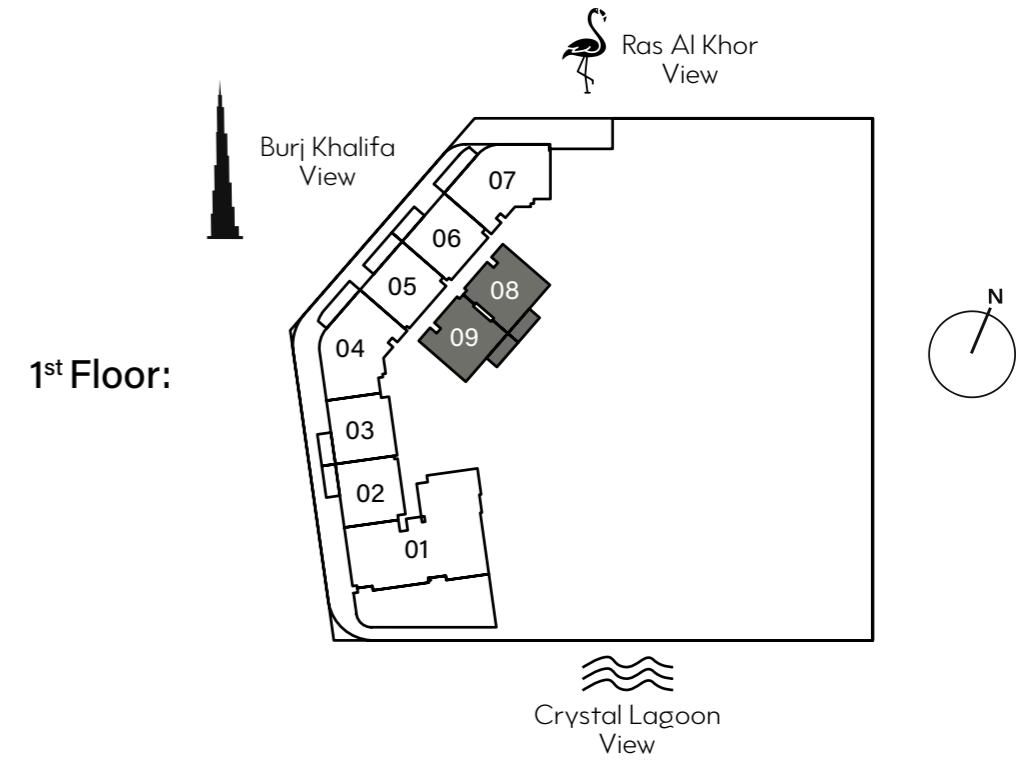 Ras Al Khor
View
Burj Khalifa
View
07
06
05
08
04
09
N
1st Floor:
03
02
01
Crystal Lagoon
View